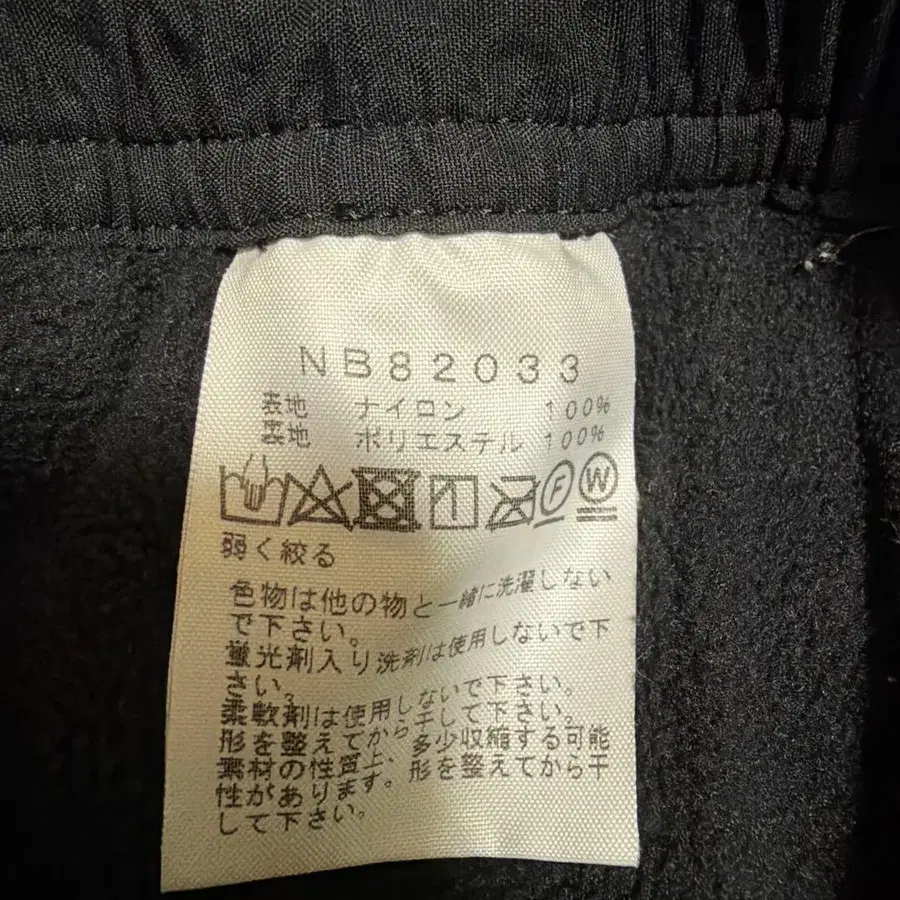 NB82033
表地 ナイロン 100%
裏地 ポリエステル 100%
F W
弱く絞る
色物は他の物と一緒に洗濯しない
で下さい。
蛍光剤入り洗剤は使用しないで下
さい。
柔軟剤は使用しないで下さい。
形を整えてから干して下さい。
素材の性質上、多少収縮する可能
性があります。形を整えてから干
して下さい。